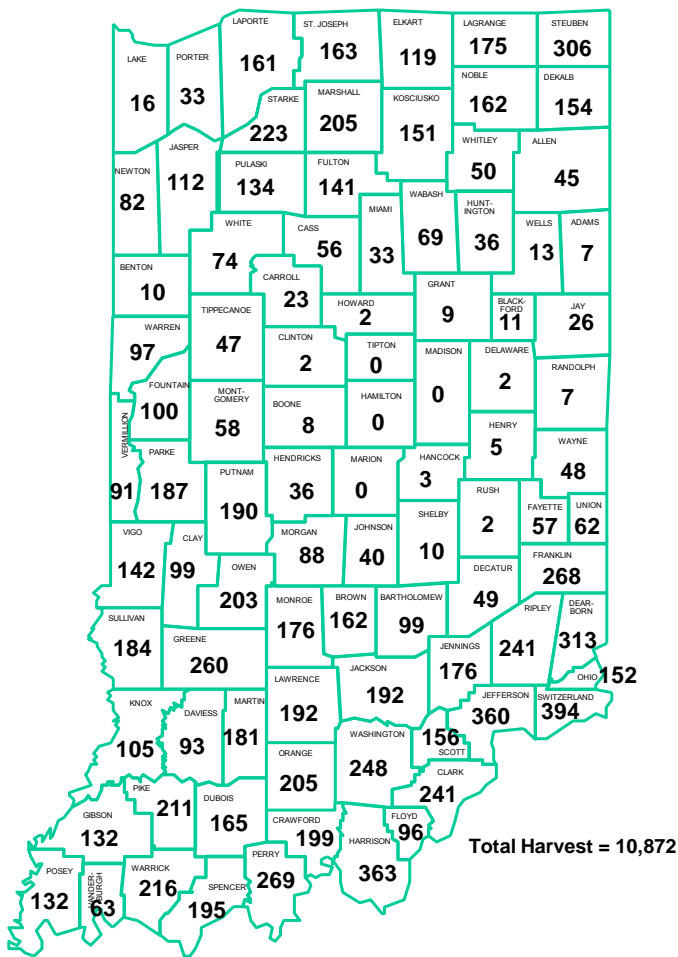 LAPORTE
161
ST. JOSEPH
163
ELKART
119
LAGRANGE
175
STEUBEN
306
LAKE
16
PORTER
33
STARKE
223
MARSHALL
205
KOSCIUSKO
151
NOBLE
162
DEKALB
154
NEWTON
82
JASPER
112
PULASKI
134
FULTON
141
WHITLEY
50
ALLEN
45
WHITE
74
CASS
56
MIAMI
33
WABASH
69
HUNT-
INGTON
36
WELLS
13
ADAMS
7
BENTON
10
CARROLL
23
HOWARD
2
GRANT
9
BLACK-
FORD
11
JAY
26
WARREN
97
TIPPECANOE
47
CLINTON
2
TIPTON
0
MADISON
0
DELAWARE
2
RANDOLPH
7
FOUNTAIN
100
MONT-
GOMERY
58
BOONE
8
HAMILTON
0
HENRY
5
WAYNE
48
VERMILLION
91
PARKE
187
PUTNAM
190
HENDRICKS
36
MARION
0
HANCOCK
3
RUSH
2
FAYETTE
57
UNION
62
VIGO
142
CLAY
99
OWEN
203
MORGAN
88
JOHNSON
40
SHELBY
10
FRANKLIN
268
DECATUR
49
SULLIVAN
184
GREENE
260
MONROE
176
BROWN
162
BARTHOLOMEW
99
JENNINGS
176
RIPLEY
241
DEAR-
BORN
313
OHIO
152
KNOX
105
DAVIESS
93
MARTIN
181
LAWRENCE
192
JACKSON
192
JEFFERSON
360
SWITZERLAND
394
ORANGE
205
WASHINGTON
248
156
SCOTT
CLARK
241
GIBSON
132
PIKE
211
DUBOIS
165
CRAWFORD
199
HARRISON
363
FLOYD
96
Total Harvest = 10,872
POSEY
132
VANDER-
BURGH
63
WARRICK
216
SPENCER
195
PERRY
269